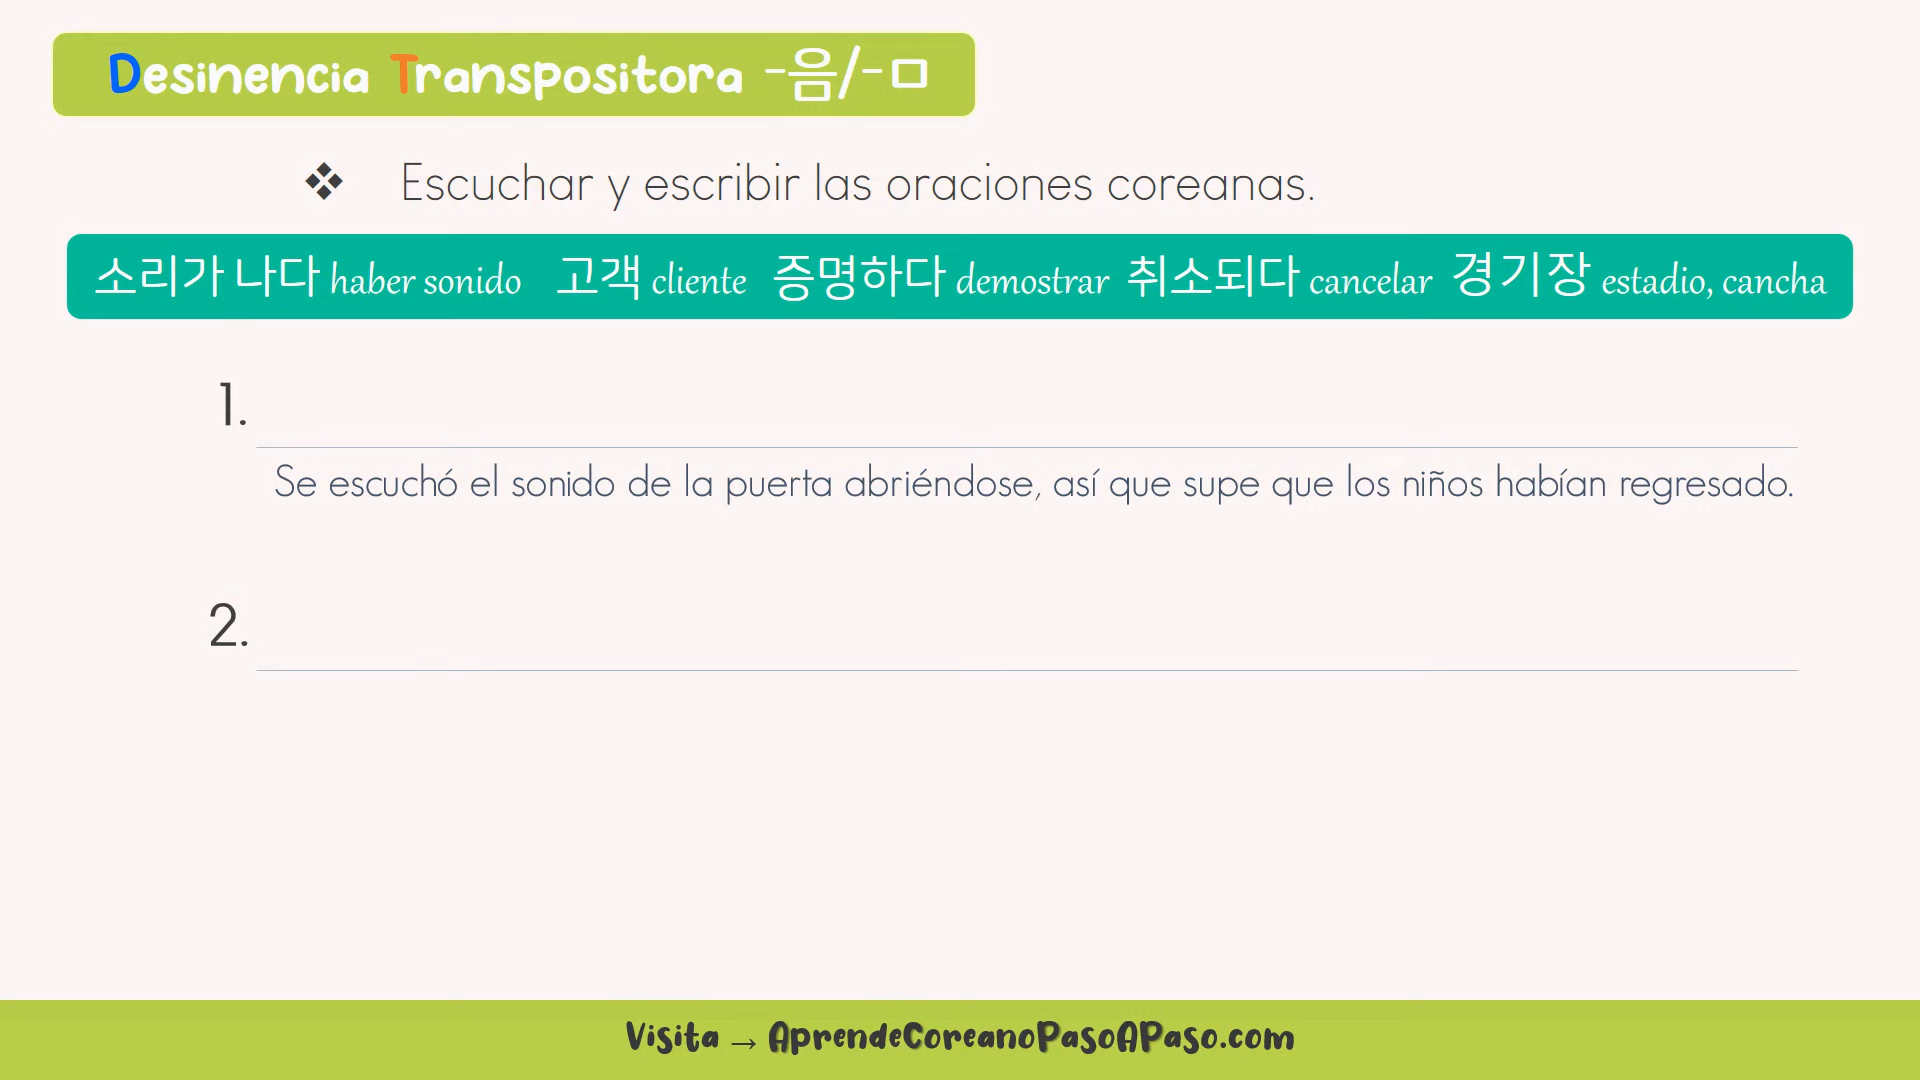 Desinencia Transpositora -음/-ㅁ
❖ Escuchar y escribir las oraciones coreanas.
소리가 나다 haber sonido 고객 cliente 증명하다 demostrar 취소되다 cancelar 경기장 estadio, cancha
1.
Se escuchó el sonido de la puerta abriéndose, así que supe que los niños habían regresado.
2.
Visita → AprendeCoreanoPasoAPaso.com